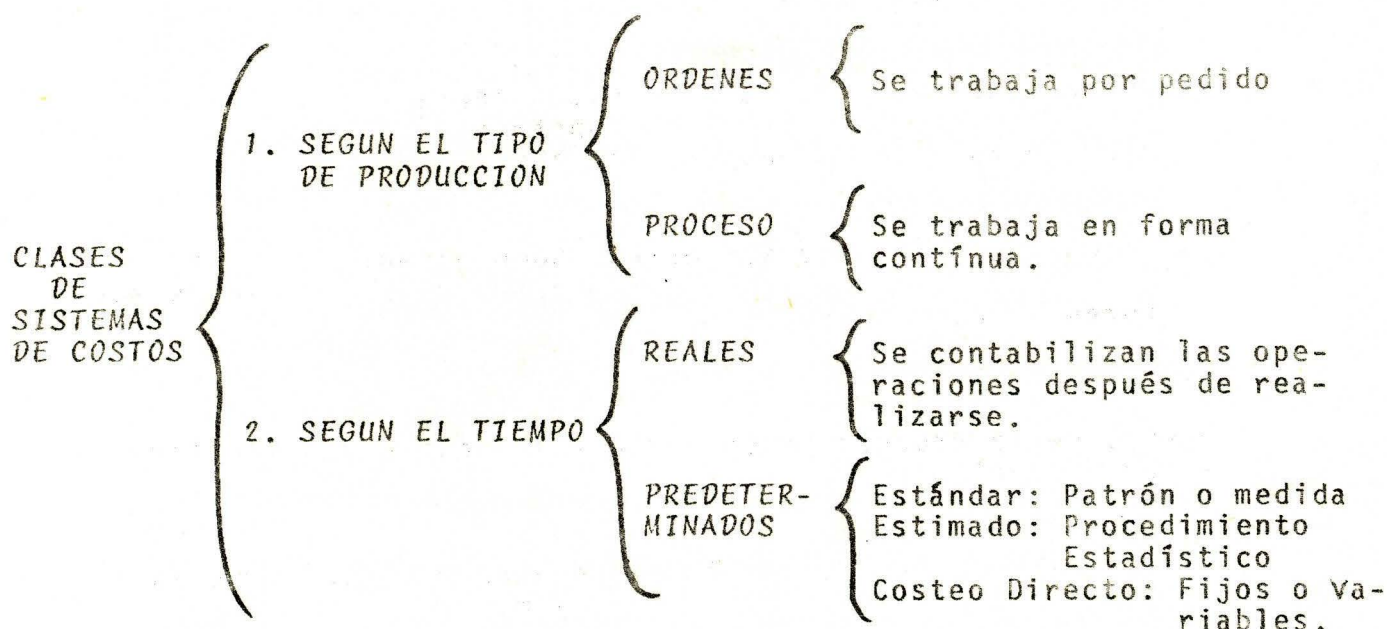 CLASES
DE
SISTEMAS
DE COSTOS
1. SEGUN EL TIPO
DE PRODUCCION
ORDENES
Se trabaja por pedido
PROCESO
Se trabaja en forma
contínua.
2. SEGUN EL TIEMPO
REALES
Se contabilizan las ope-
raciones después de rea-
lizarse.
PREDETER-
MINADOS
Estándar: Patrón o medida
Estimado: Procedimiento
Estadístico
Costeo Directo: Fijos o Va-
riables.